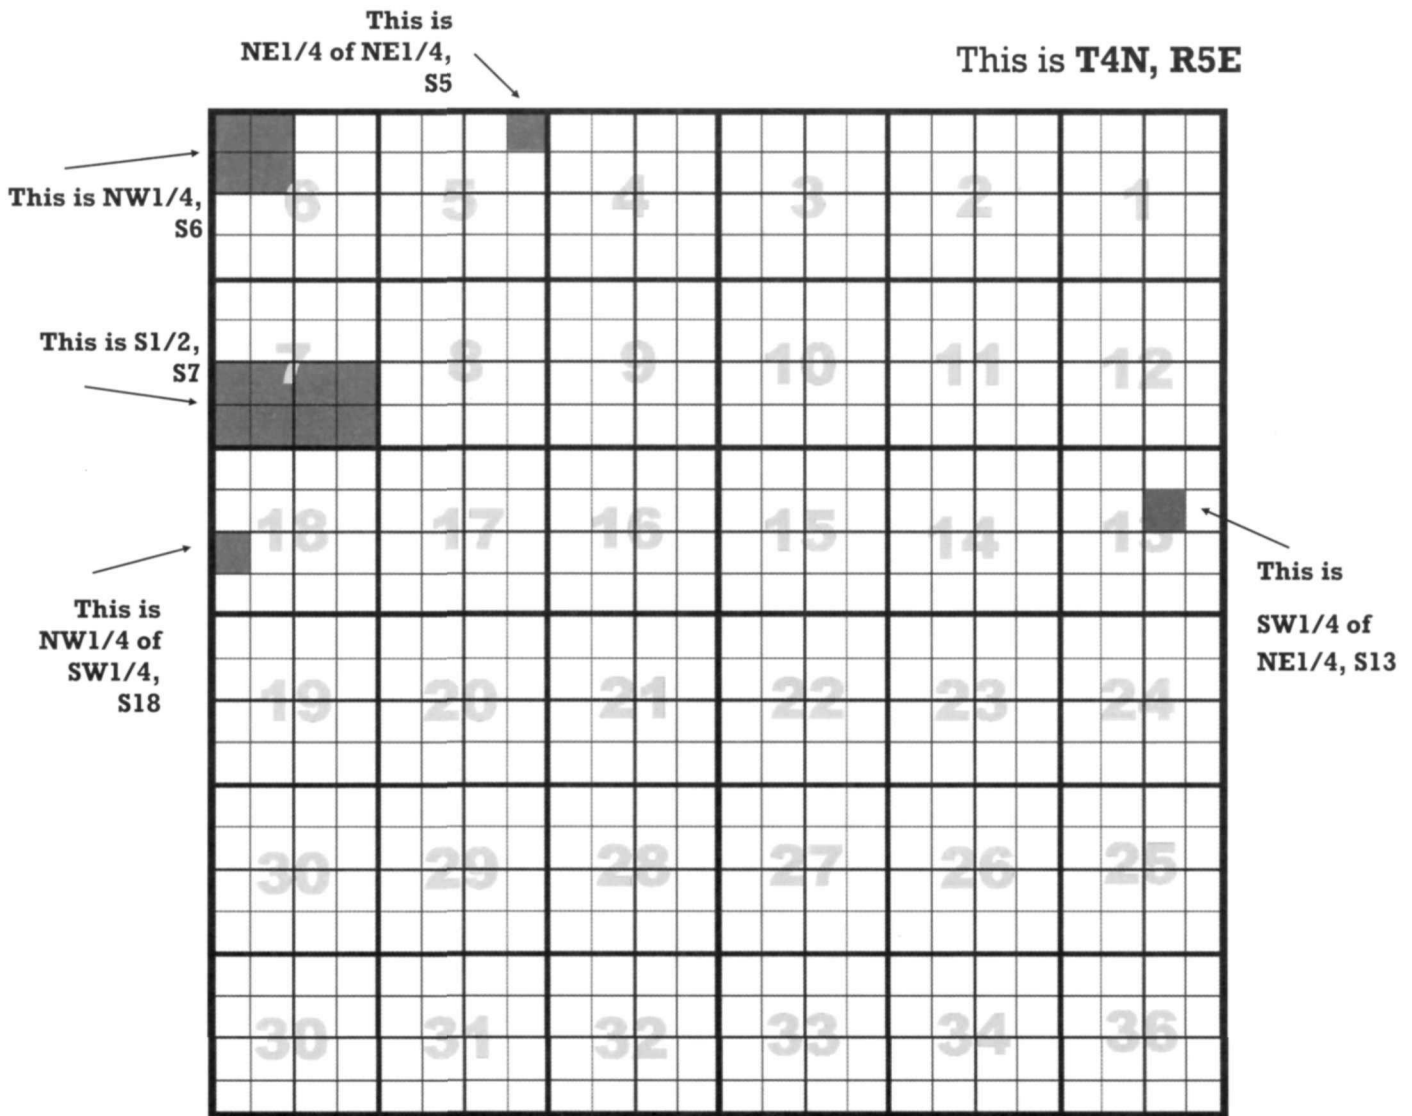 This is
NE1/4 of NE1/4,
S5
This is T4N, R5E
This is NW1/4,
S6
6 5 4 3 2 1
This is S1/2,
S7
7 8 9 10 11 12
18 17 16 15 14 13
This is
NW1/4 of
SW1/4,
S18
This is
SW1/4 of
NE1/4, S13
19 20 21 22 23 24
30 29 28 27 26 25
30 31 32 33 34 36